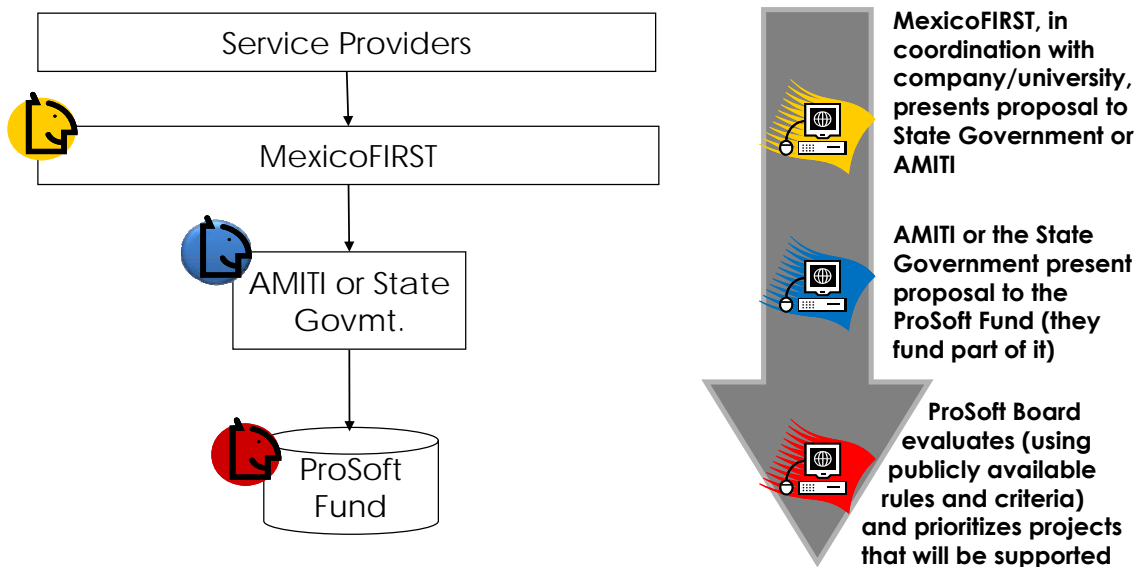 Service Providers
MexicoFIRST
AMITI or State
Govmt.
ProSoft
Fund
MexicoFIRST, in
coordination with
company/university,
presents proposal to
State Government or
AMITI
AMITI or the State
Government present
proposal to the
ProSoft Fund (they
fund part of it)
ProSoft Board
evaluates (using
publicly available
rules and criteria)
and prioritizes projects
that will be supported